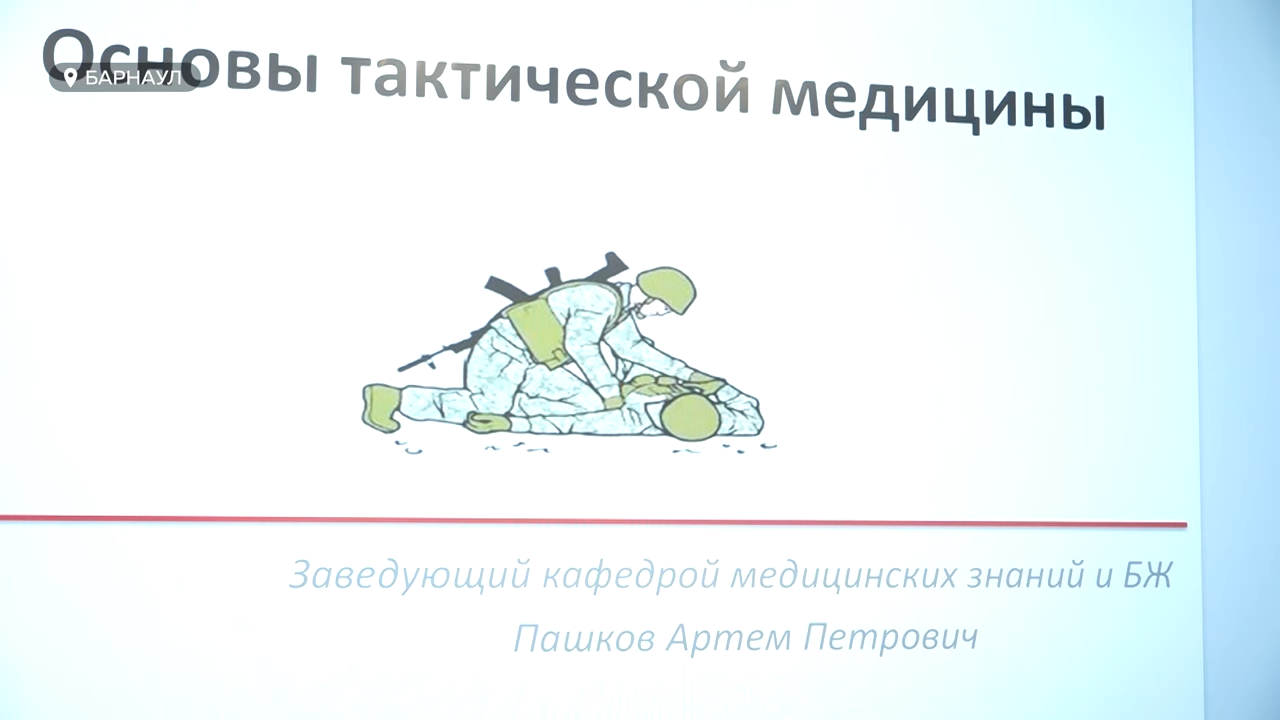 Основы тактической медицины
БАРНАУЛ
Заведующий кафедрой медицинских знаний и БЖ
Пашков Артем Петрович